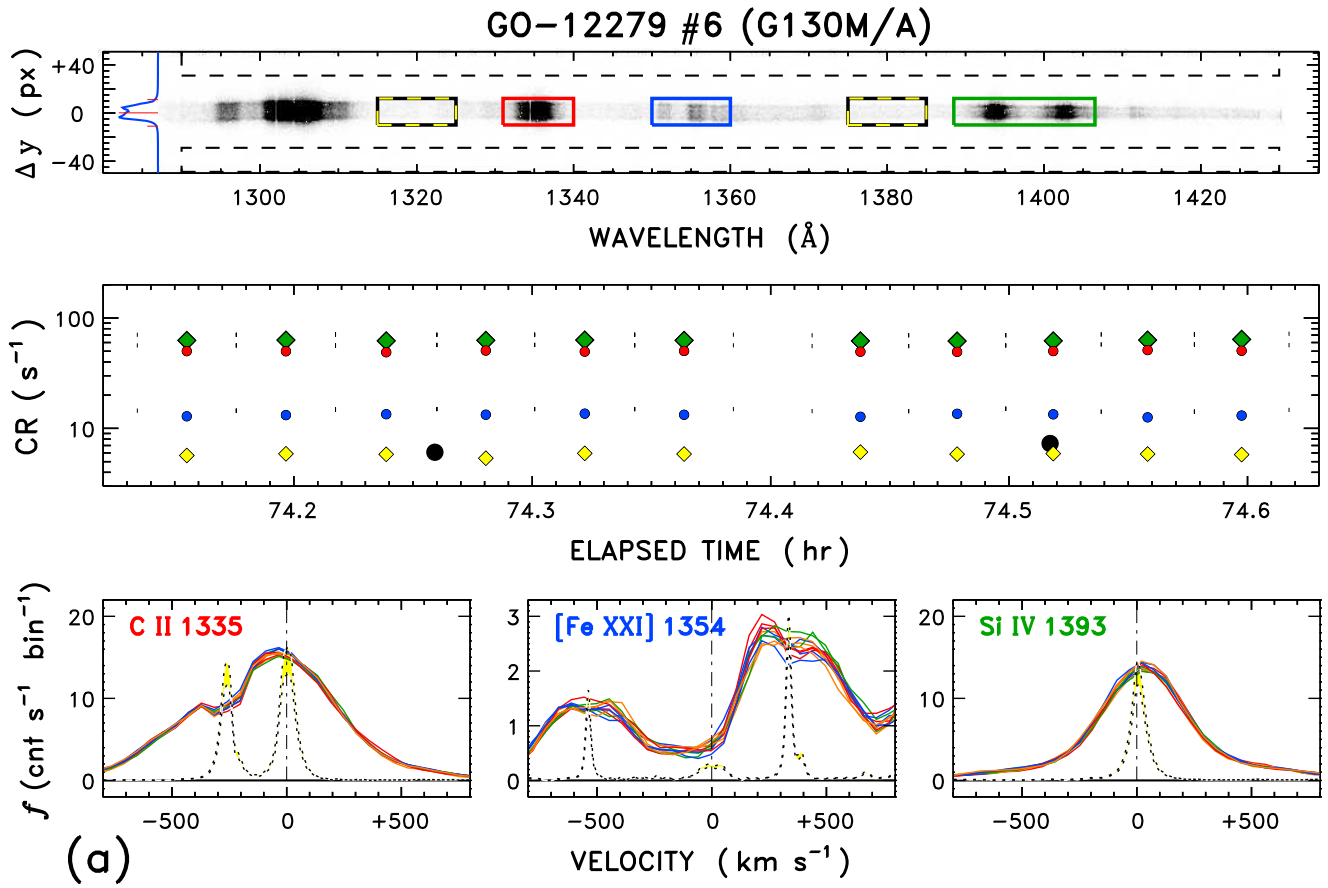 GO−12279 #6 (G130M/A)
Δy (px)
+40
0
−40
1300 1320 1340 1360 1380 1400 1420
WAVELENGTH (Å)
CR (s⁻¹)
100
10
74.2 74.3 74.4 74.5 74.6
ELAPSED TIME (hr)
f (cnt s⁻¹ bin⁻¹)
20
10
0
C II 1335
−500 0 +500
3
2
1
0
[Fe XXI] 1354
−500 0 +500
20
10
0
Si IV 1393
−500 0 +500
(a)
VELOCITY (km s⁻¹)